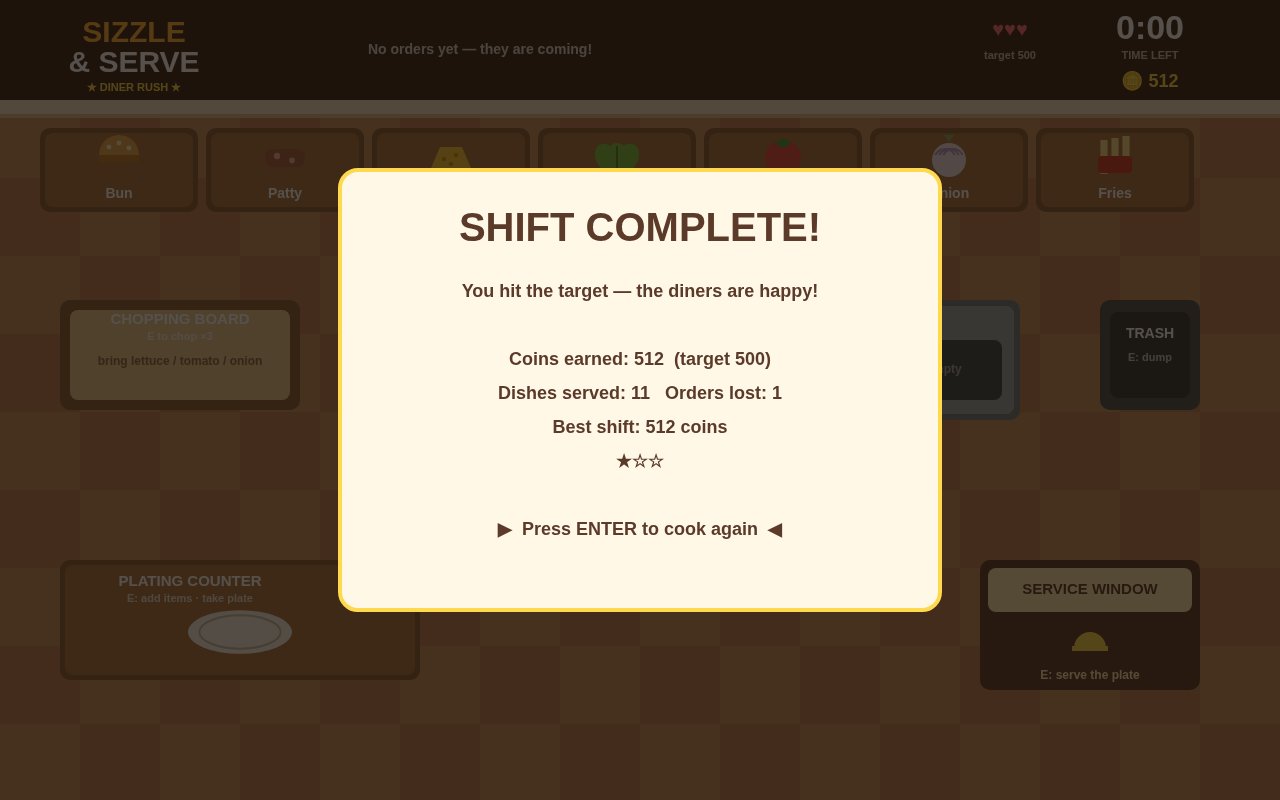 SIZZLE
& SERVE
★ DINER RUSH ★
No orders yet — they are coming!
♥♥♥
target 500
0:00
TIME LEFT
512
Bun
Patty
Fries
SHIFT COMPLETE!
You hit the target — the diners are happy!
Coins earned: 512 (target 500)
Dishes served: 11 Orders lost: 1
Best shift: 512 coins
★☆☆
▶ Press ENTER to cook again ◀
CHOPPING BOARD
E to chop ×3
bring lettuce / tomato / onion
TRASH
E: dump
PLATING COUNTER
E: add items · take plate
SERVICE WINDOW
E: serve the plate